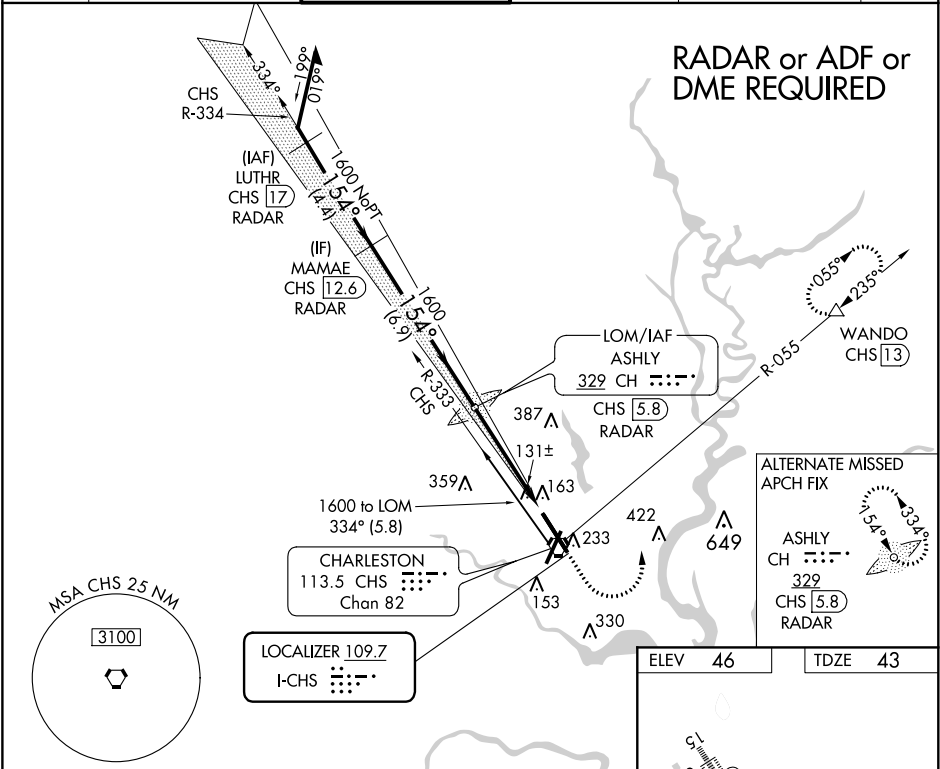 RADAR or ADF or
DME REQUIRED
334°
199°
019°
CHS
R-334
(IAF)
LUTHR
CHS 17
RADAR
1600 NoPT
154°
(4.4)
(IF)
MAMAE
CHS 12.6
RADAR
1600
154°
(6.9)
R-333
CHS
LOM/IAF
ASHLY
329 CH
CHS 5.8
RADAR
055°
235°
WANDO
CHS 13
R-055
387
131±
163
359
1600 to LOM
334° (5.8)
233
422
649
153
330
CHARLESTON
113.5 CHS
Chan 82
LOCALIZER 109.7
I-CHS
MSA CHS 25 NM
3100
ALTERNATE MISSED
APCH FIX
154°
334°
ASHLY
CH
329
CHS 5.8
RADAR
ELEV 46
TDZE 43
15